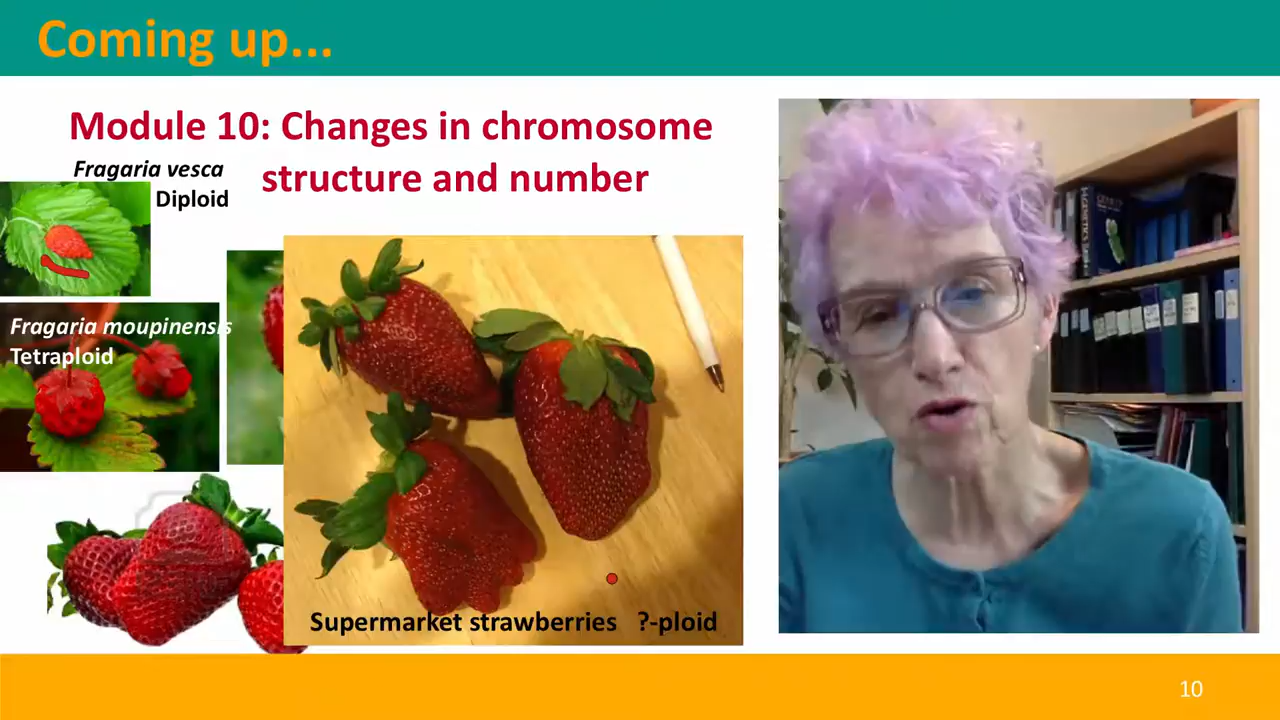 Coming up...
Module 10: Changes in chromosome
structure and number
Fragaria vesca
Diploid
Fragaria moupinensis
Tetraploid
Supermarket strawberries ?-ploid
10